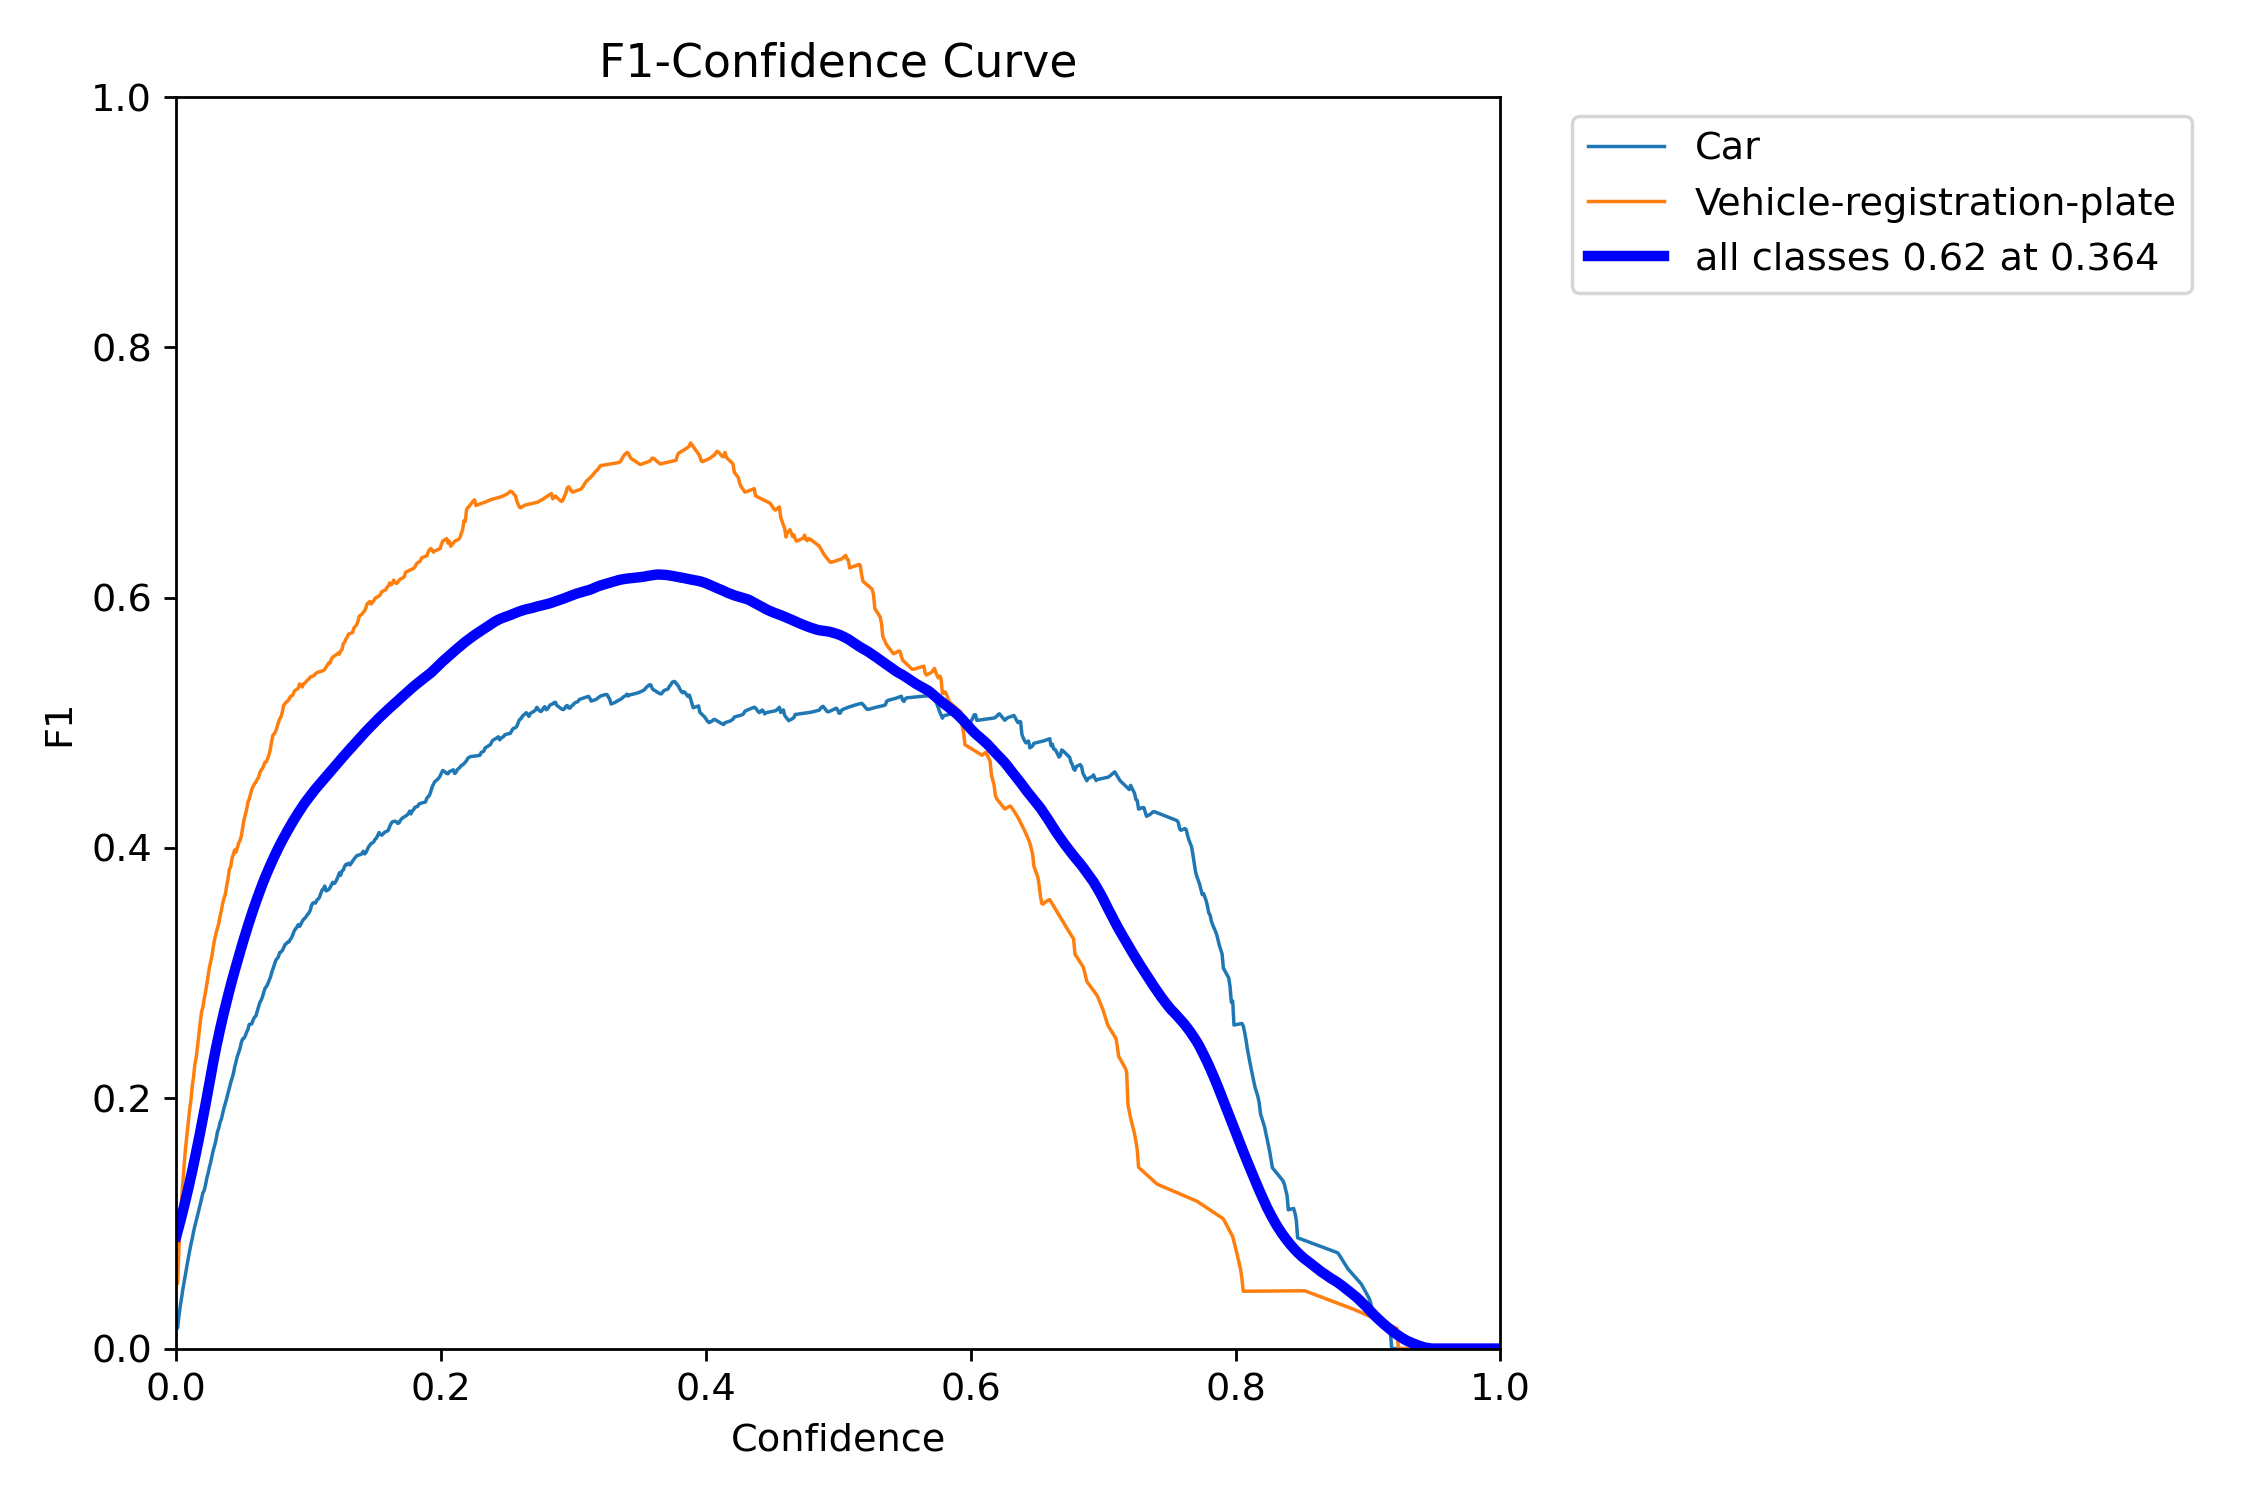 F1-Confidence Curve
1.0
0.8
0.6
0.4
0.2
0.0
F1
0.0 0.2 0.4 0.6 0.8 1.0
Confidence
Car
Vehicle-registration-plate
all classes 0.62 at 0.364